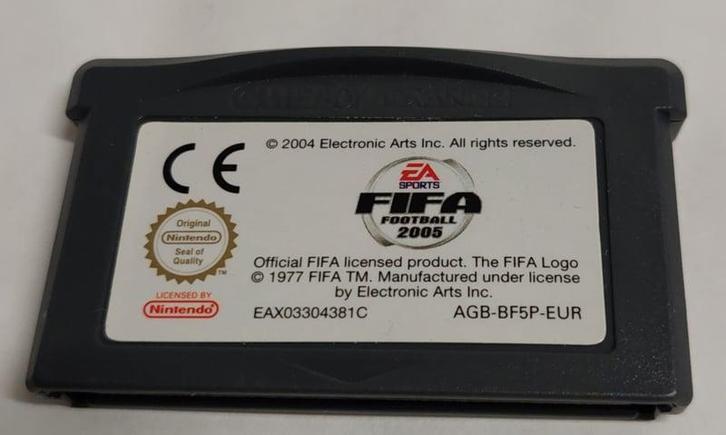 GAME BOY ADVANCE
CE
© 2004 Electronic Arts Inc. All rights reserved.
EA
SPORTS
FIFA
FOOTBALL
2005
Original
Nintendo
Seal of
Quality
TM
Official FIFA licensed product. The FIFA Logo
© 1977 FIFA TM. Manufactured under license
by Electronic Arts Inc.
LICENSED BY
Nintendo
EAX03304381C
AGB-BF5P-EUR